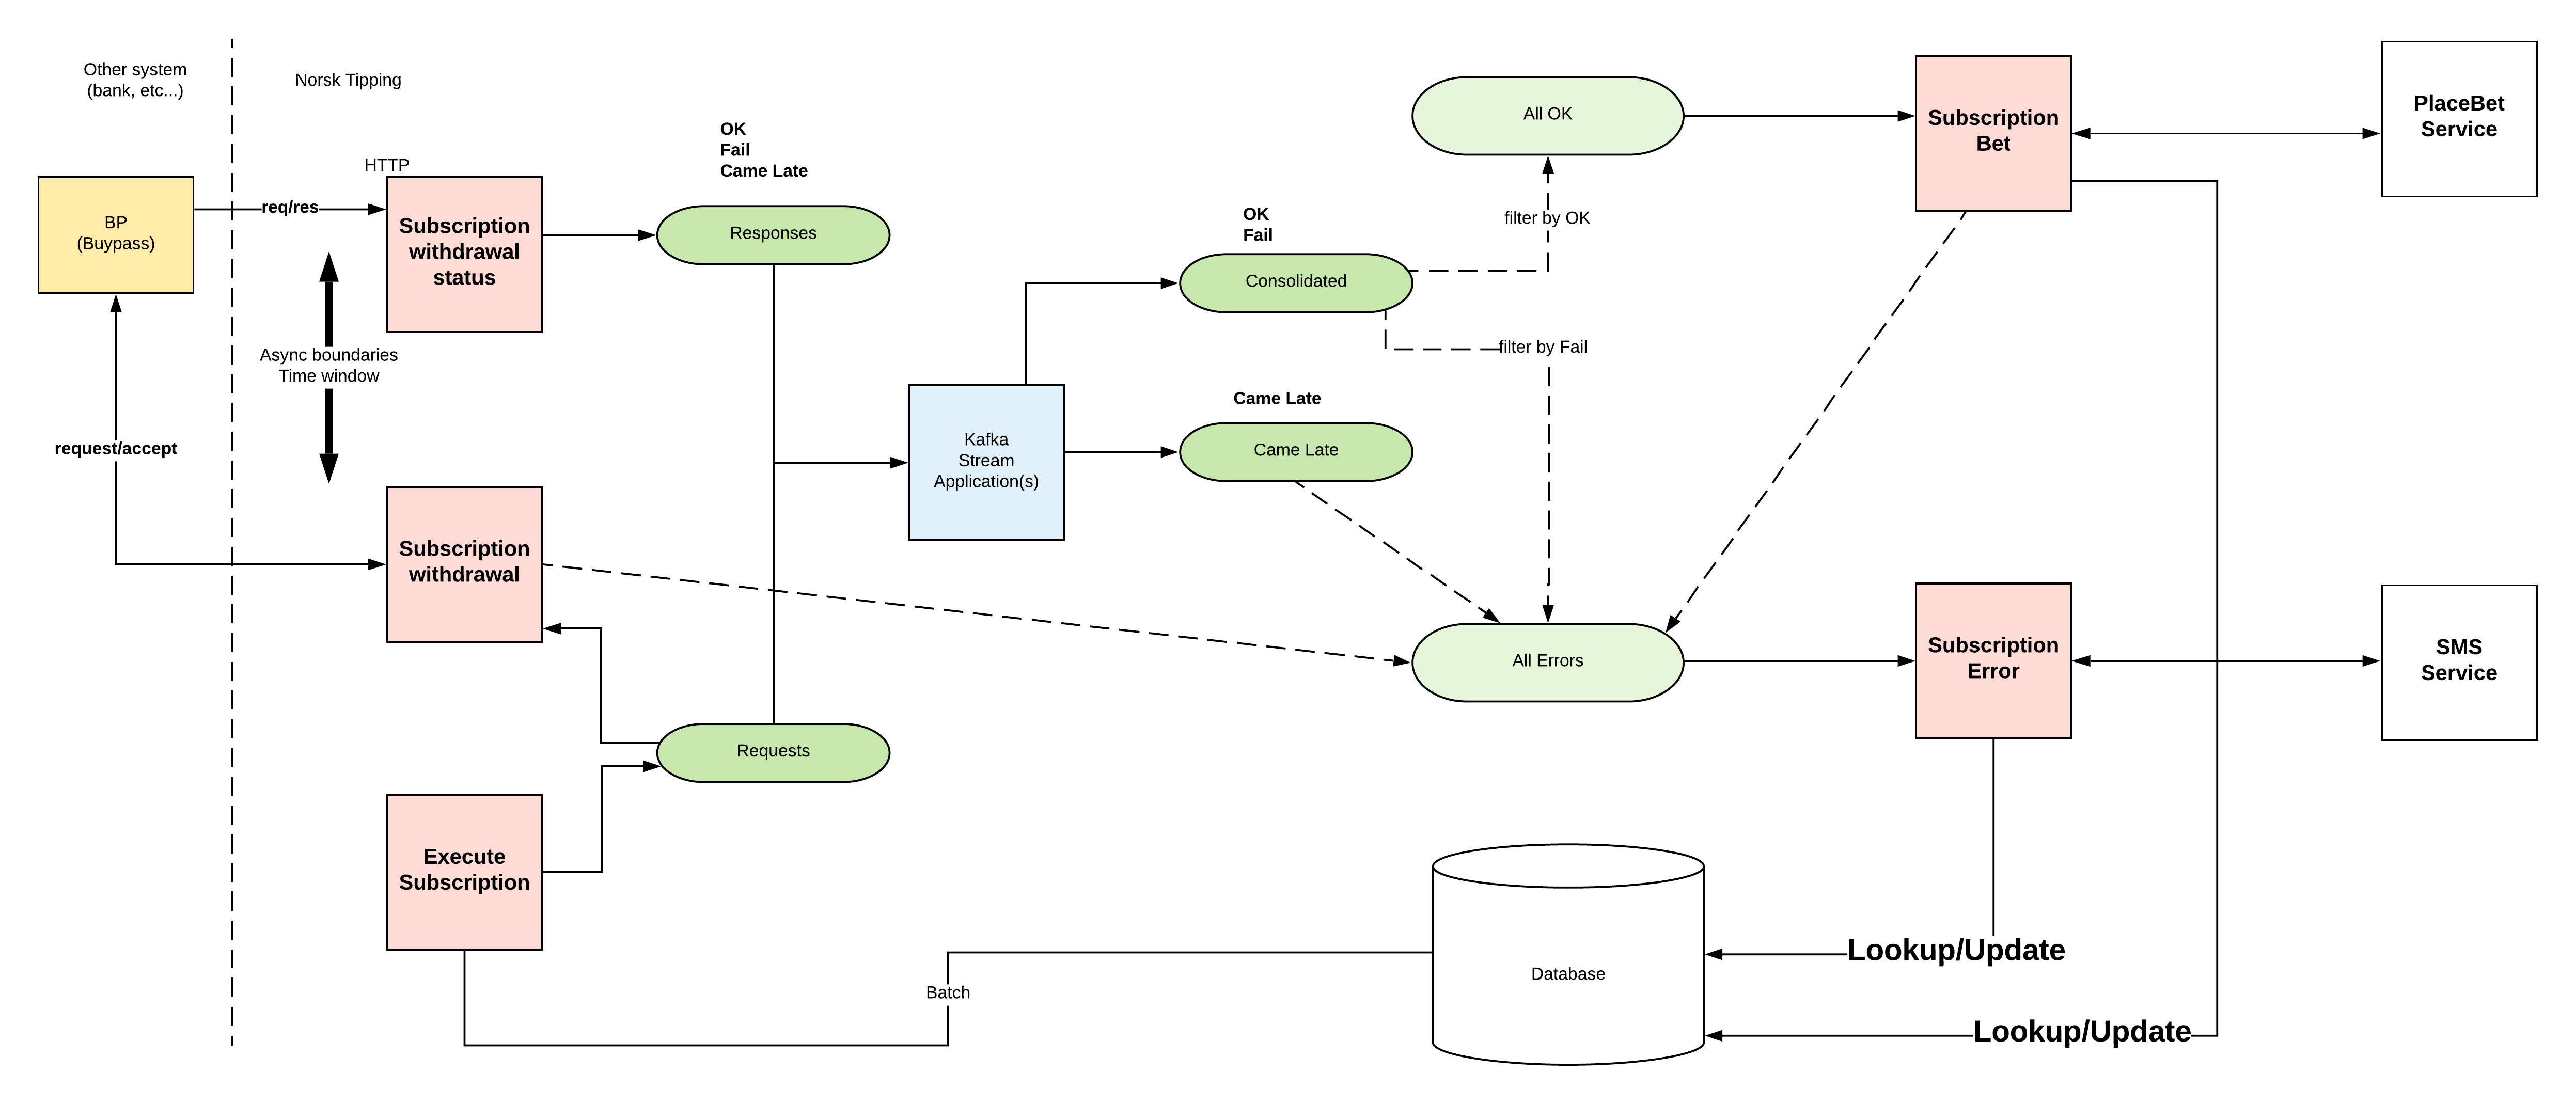 Other system
(bank, etc...)
Norsk Tipping
HTTP
BP
(Buypass)
req/res
Subscription
withdrawal
status
OK
Fail
Came Late
Responses
Async boundaries
Time window
request/accept
Subscription
withdrawal
Requests
Execute
Subscription
Kafka
Stream
Application(s)
OK
Fail
Consolidated
Came Late
Came Late
All OK
filter by OK
filter by Fail
All Errors
Subscription
Bet
PlaceBet
Service
Subscription
Error
SMS
Service
Database
Batch
Lookup/Update
Lookup/Update